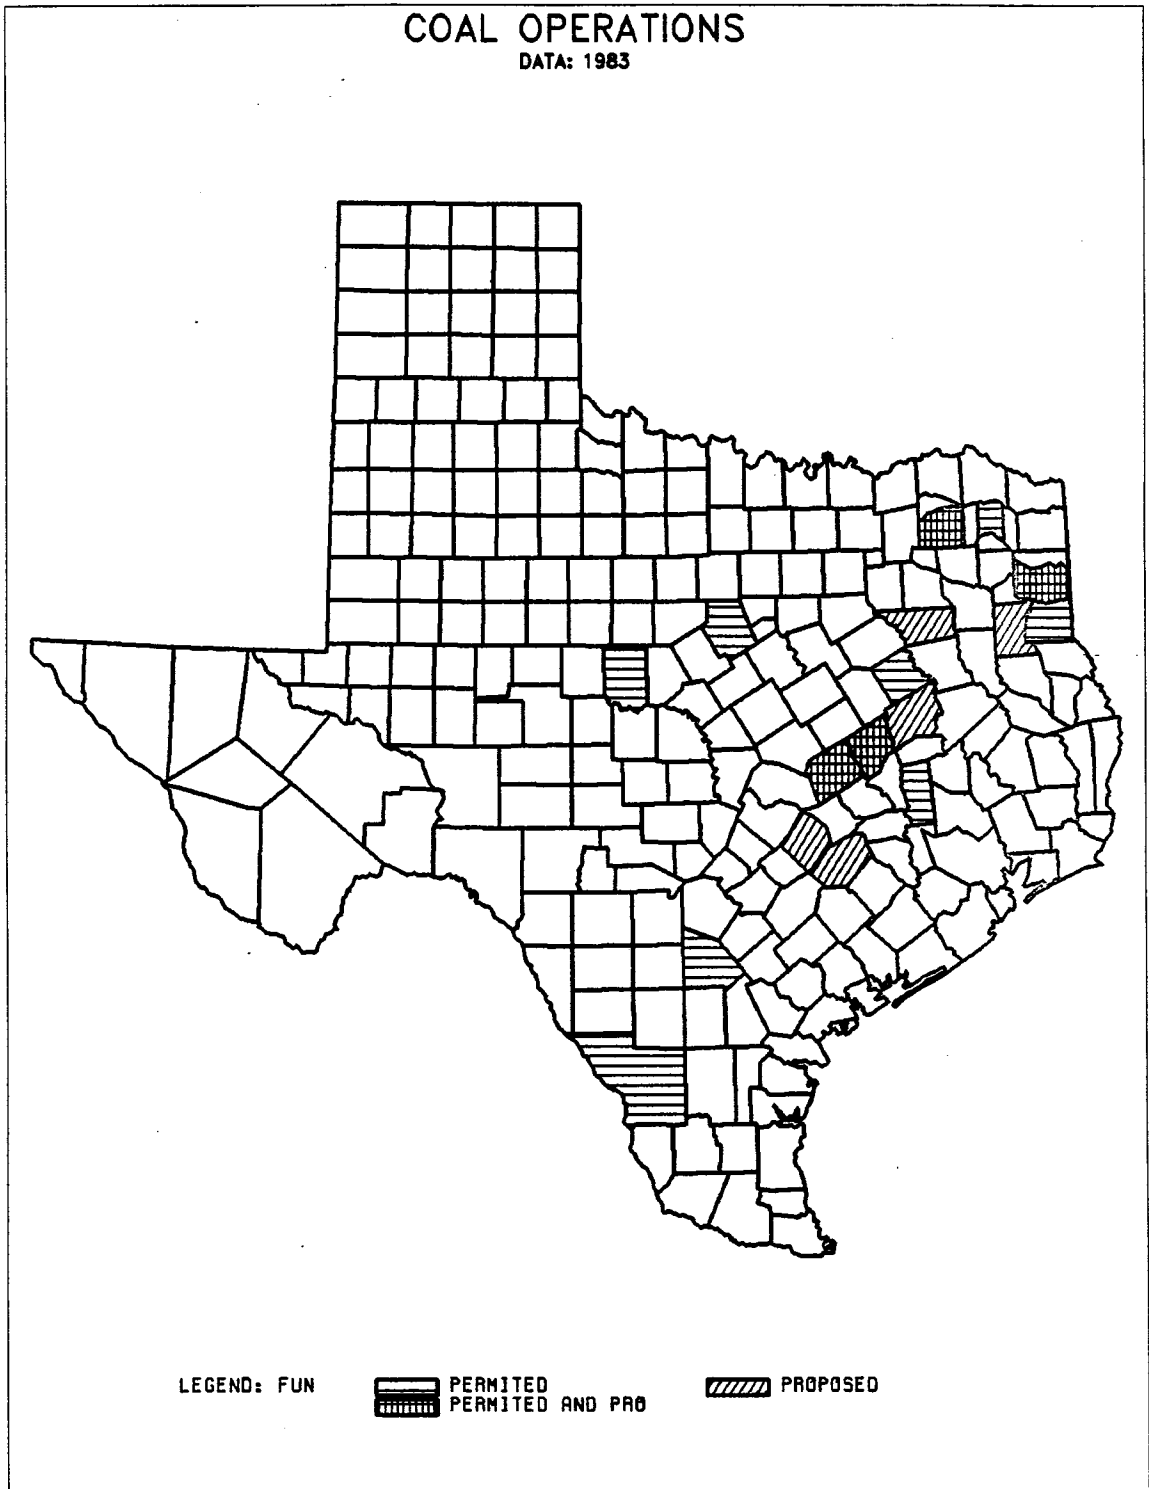 COAL OPERATIONS
DATA: 1983
LEGEND: FUN
PERMITED
PROPOSED
PERMITED AND PRO